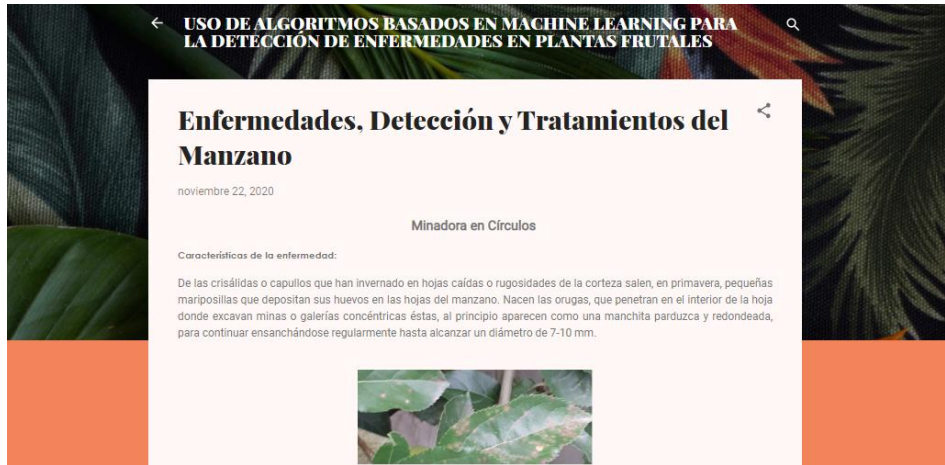 USO DE ALGORITMOS BASADOS EN MACHINE LEARNING PARA
LA DETECCIÓN DE ENFERMEDADES EN PLANTAS FRUTALES
Enfermedades, Detección y Tratamientos del
Manzano
noviembre 22, 2020
Minadora en Círculos
Características de la enfermedad:
De las crisálidas o capullos que han invernado en hojas caídas o rugosidades de la corteza salen, en primavera, pequeñas
mariposillas que depositan sus huevos en las hojas del manzano. Nacen las orugas, que penetran en el interior de la hoja
donde excavan minas o galerías concéntricas éstas, al principio aparecen como una manchita parduzca y redondeada,
para continuar ensanchándose regularmente hasta alcanzar un diámetro de 7-10 mm.